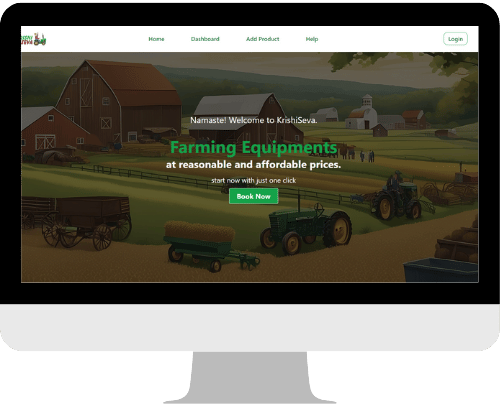 Home Dashboard Add Product Help Login
Namaste! Welcome to KrishiSeva.
Farming Equipments
at reasonable and affordable prices.
start now with just one click
Book Now